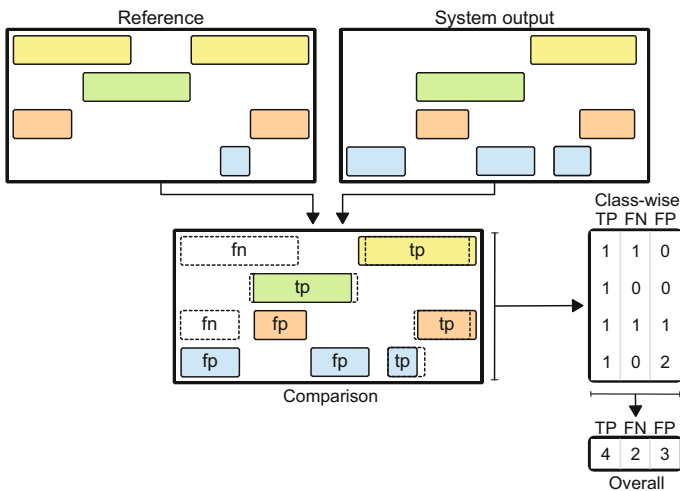 Reference
System output
fn
tp
tp
fn
fp
tp
fp
fp
tp
Comparison
Class-wise
TP FN FP
1 1 0
1 0 0
1 1 1
1 0 2
TP FN FP
4 2 3
Overall